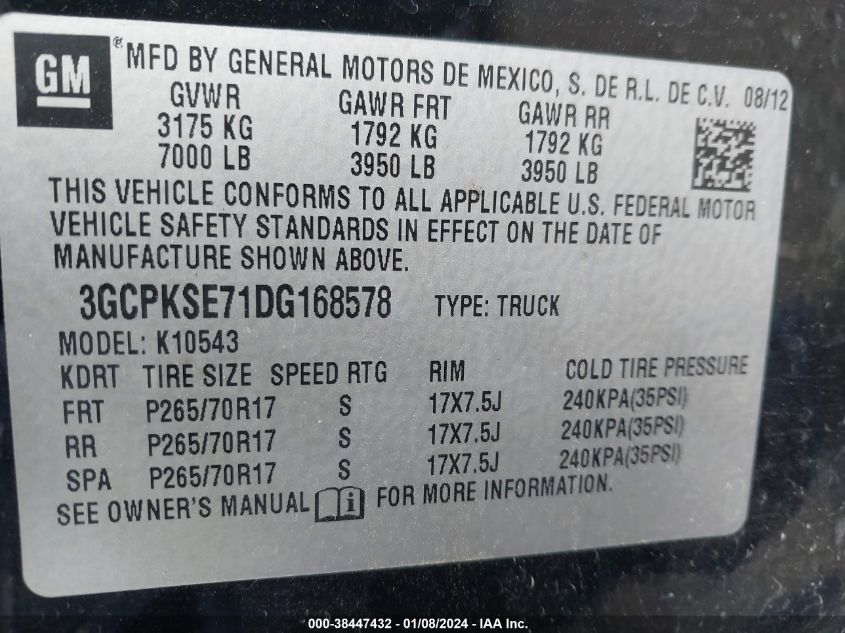 GM ® MFD BY GENERAL MOTORS DE MEXICO, S. DE R.L. DE C.V. 08/12
GVWR GAWR FRT GAWR RR
3175 KG 1792 KG 1792 KG
7000 LB 3950 LB 3950 LB
THIS VEHICLE CONFORMS TO ALL APPLICABLE U.S. FEDERAL MOTOR
VEHICLE SAFETY STANDARDS IN EFFECT ON THE DATE OF
MANUFACTURE SHOWN ABOVE.
3GCPKSE71DG168578 TYPE: TRUCK
MODEL: K10543
KDRT TIRE SIZE SPEED RTG RIM COLD TIRE PRESSURE
FRT P265/70R17 S 17X7.5J 240KPA(35PSI)
RR P265/70R17 S 17X7.5J 240KPA(35PSI)
SPA P265/70R17 S 17X7.5J 240KPA(35PSI)
SEE OWNER'S MANUAL i FOR MORE INFORMATION.
000-38447432 - 01/08/2024 - IAA Inc.